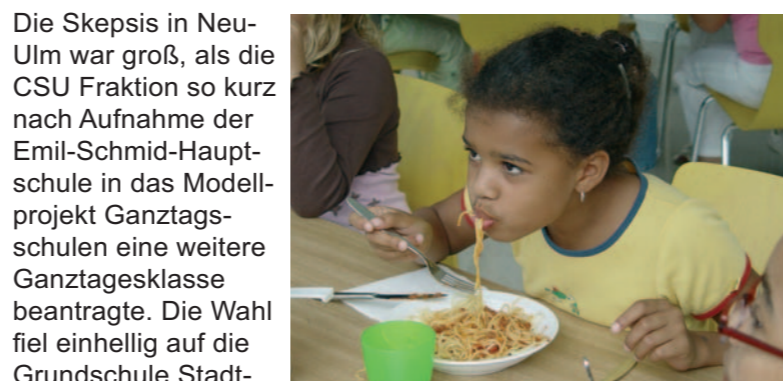 Die Skepsis in Neu-
Ulm war groß, als die
CSU Fraktion so kurz
nach Aufnahme der
Emil-Schmid-Haupt-
schule in das Modell-
projekt Ganztags-
schulen eine weitere
Ganztagesklasse
beantragte. Die Wahl
fiel einhellig auf die
Grundschule Stadt-